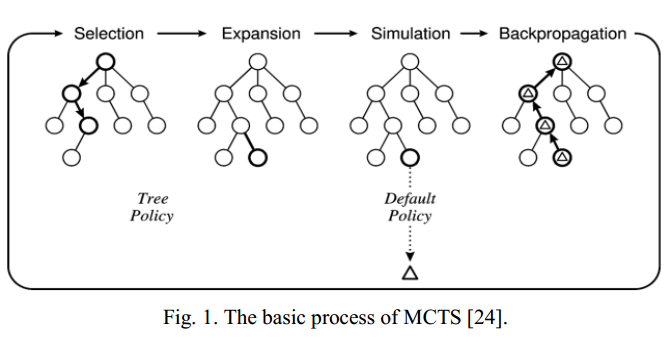 Selection
Expansion
Simulation
Backpropagation
Tree
Policy
Default
Policy
Fig. 1. The basic process of MCTS [24].